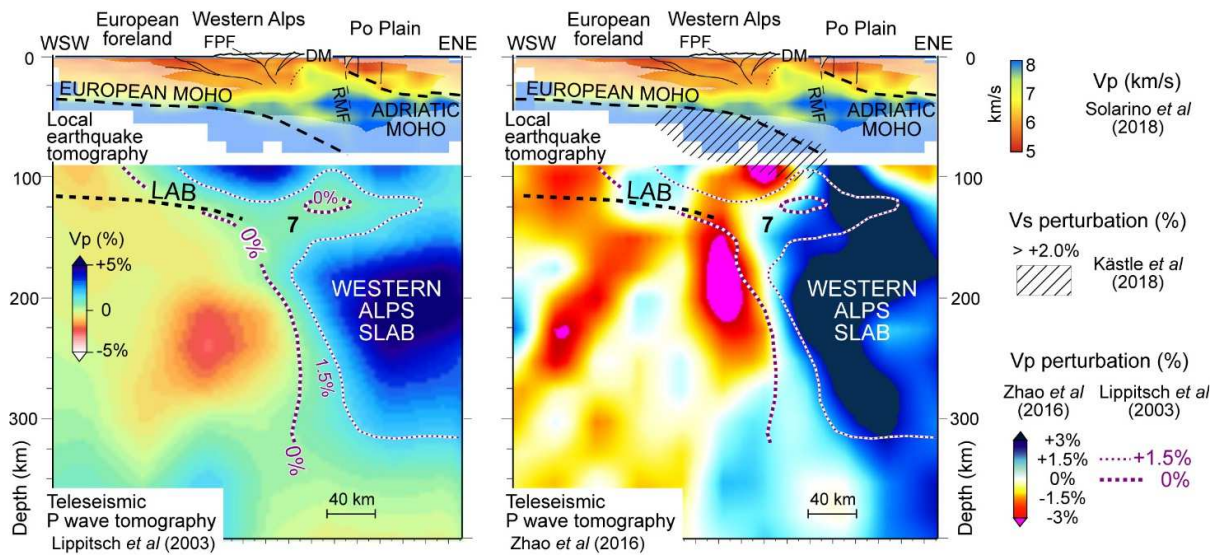 European foreland
Western Alps
Po Plain
WSW
FPF
DM
ENE
0
EUROPEAN MOHO
RMF
ADRIATIC
MOHO
Local
earthquake
tomography
100
LAB
0%
7
0%
Vp (%)
+5%
0
-5%
200
WESTERN
ALPS
SLAB
1.5%
300
0%
Depth (km)
Teleseismic
P wave tomography
Lippitsch et al (2003)
40 km
European foreland
Western Alps
Po Plain
WSW
FPF
DM
ENE
0
EUROPEAN MOHO
RMF
ADRIATIC
MOHO
Local
earthquake
tomography
100
LAB
7
200
WESTERN
ALPS
SLAB
300
Depth (km)
Teleseismic
P wave tomography
Zhao et al (2016)
40 km
km/s
8
7
6
5
Vp (km/s)
Solarino et al
(2018)
Vs perturbation (%)
> +2.0%
Kästle et al
(2018)
Vp perturbation (%)
Zhao et al
(2016)
Lippitsch et al
(2003)
+3%
+1.5%
0%
-1.5%
-3%
+1.5%
0%